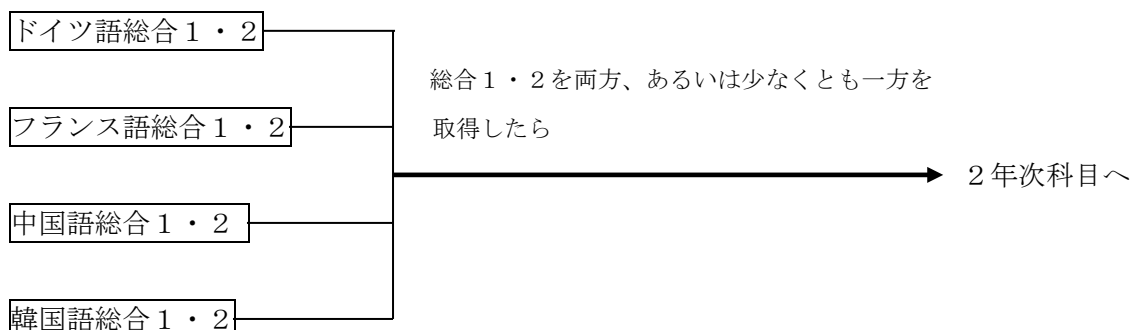 ドイツ語総合１・２
総合１・２を両方、あるいは少なくとも一方を
フランス語総合１・２
取得したら
２年次科目へ
中国語総合１・２
韓国語総合１・２